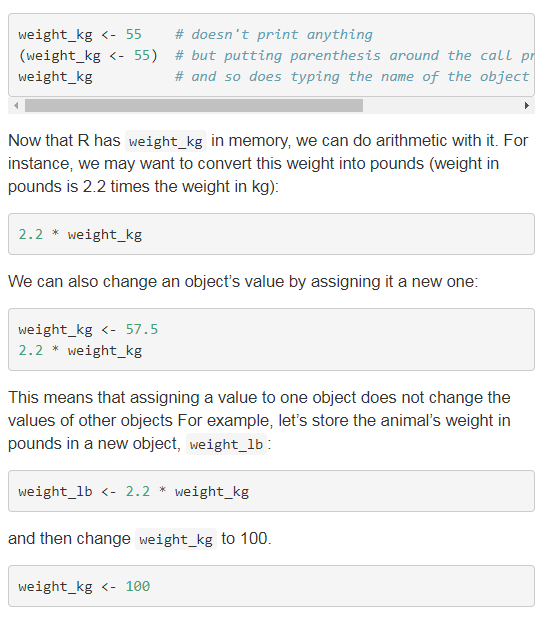 weight_kg <- 55    # doesn't print anything
(weight_kg <- 55)  # but putting parenthesis around the call
weight_kg          # and so does typing the name of the object
Now that R has weight_kg in memory, we can do arithmetic with it. For
instance, we may want to convert this weight into pounds (weight in
pounds is 2.2 times the weight in kg):
2.2 * weight_kg
We can also change an object’s value by assigning it a new one:
weight_kg <- 57.5
2.2 * weight_kg
This means that assigning a value to one object does not change the
values of other objects For example, let’s store the animal’s weight in
pounds in a new object, weight_lb :
weight_lb <- 2.2 * weight_kg
and then change weight_kg to 100.
weight_kg <- 100